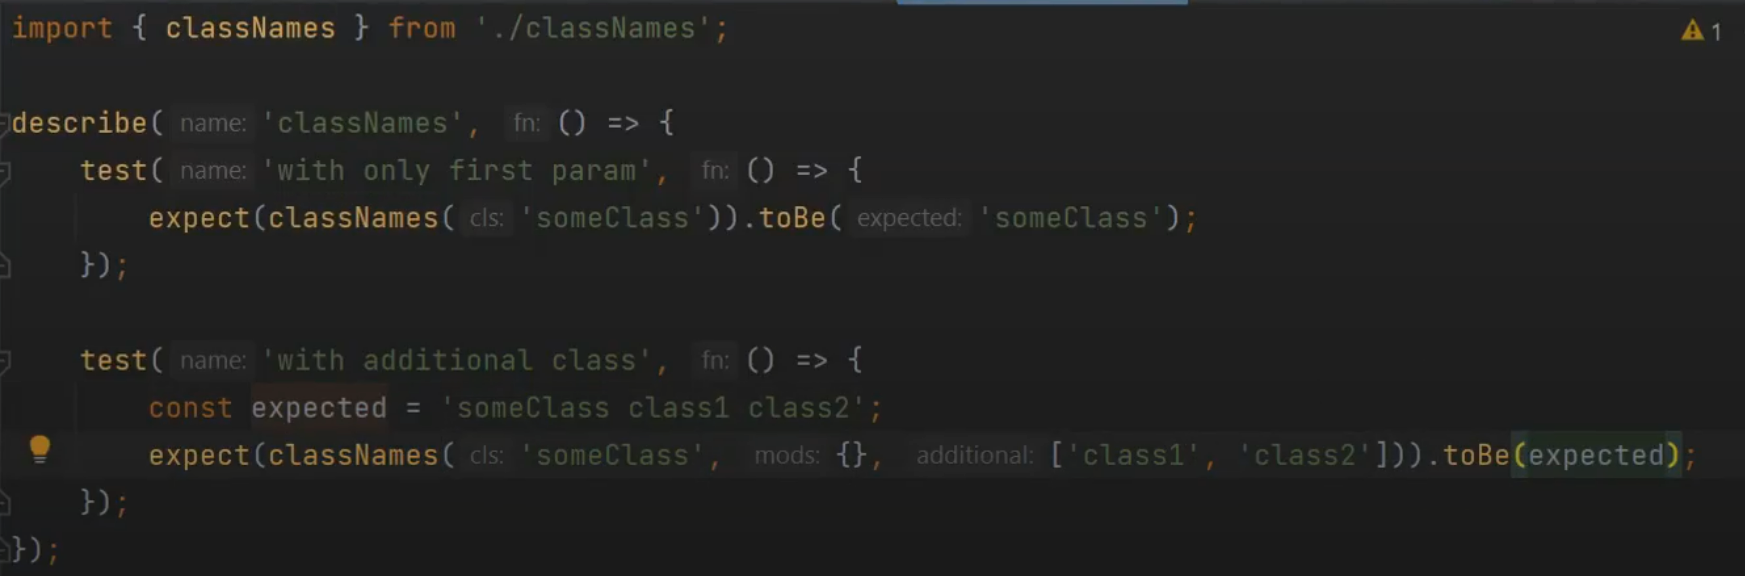 import { classNames } from './classNames';
1
describe( name: 'classNames', fn: () => {
test( name: 'with only first param', fn: () => {
expect(classNames( cls: 'someClass')).toBe( expected: 'someClass');
});
test( name: 'with additional class', fn: () => {
const expected = 'someClass class1 class2';
expect(classNames( cls: 'someClass', mods: {}, additional: ['class1', 'class2'])).toBe(expected);
});
});